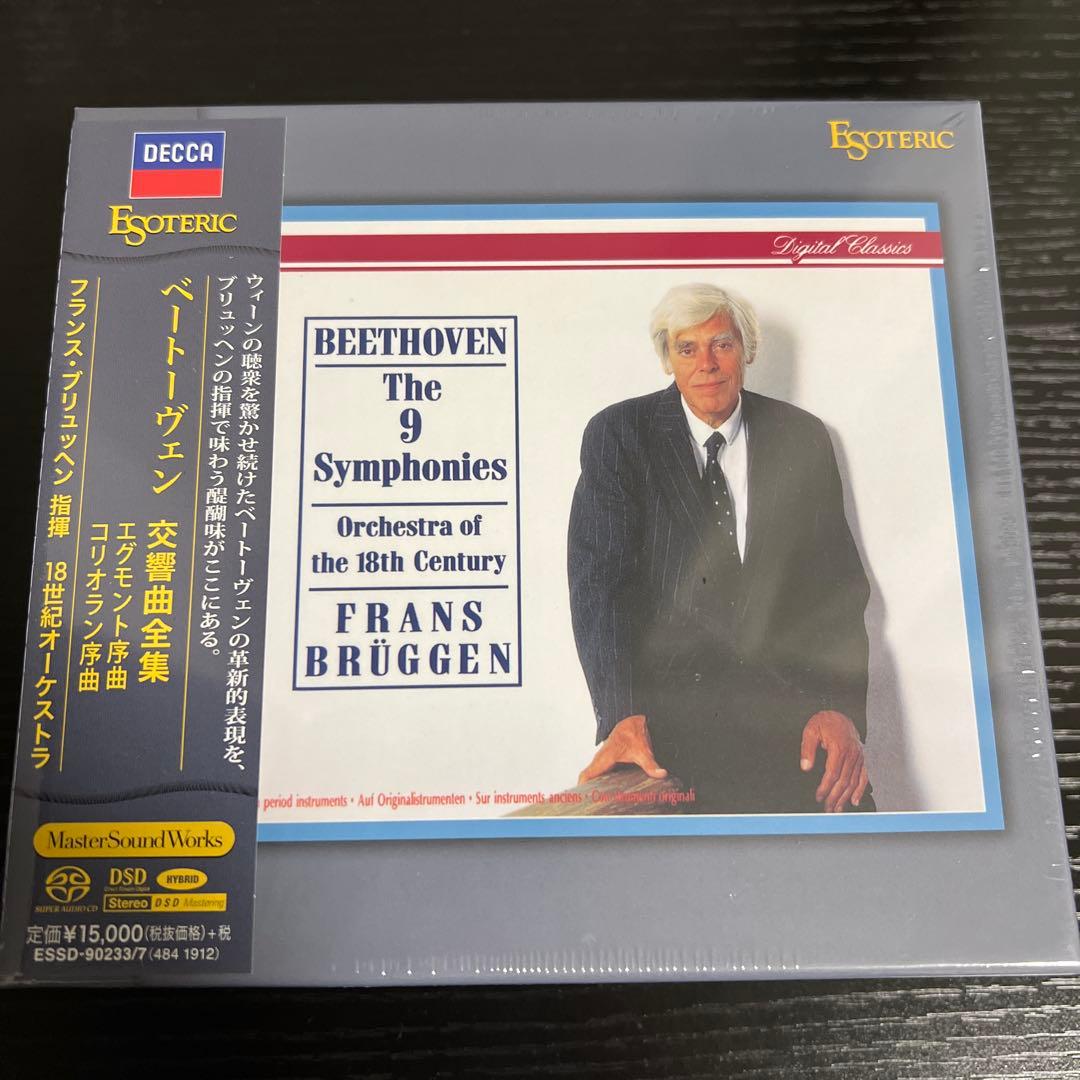 DECCA
ESOTERIC
ウィーンの聴衆を驚かせ続けたベートーヴェンの革新的表現を、
ブリュッヘンの指揮で味わう醍醐味がここにある。
ベートーヴェン 交響曲全集
エグモント序曲
コリオラン序曲
フランス・ブリュッヘン 指揮 18世紀オーケストラ
MasterSoundWorks
SUPER AUDIO CD
DSD
Direct Stream Digital
HYBRID
Stereo DSD Mastering
定価¥15,000(税抜価格)+税
ESSD-90233/7(484 1912)
ESOTERIC
Digital Classics
BEETHOVEN
The
9
Symphonies
Orchestra of
the 18th Century
FRANS
BRÜGGEN
period instruments · Auf Originalistrumenten · Sur instruments anciens · Con strumenti originali